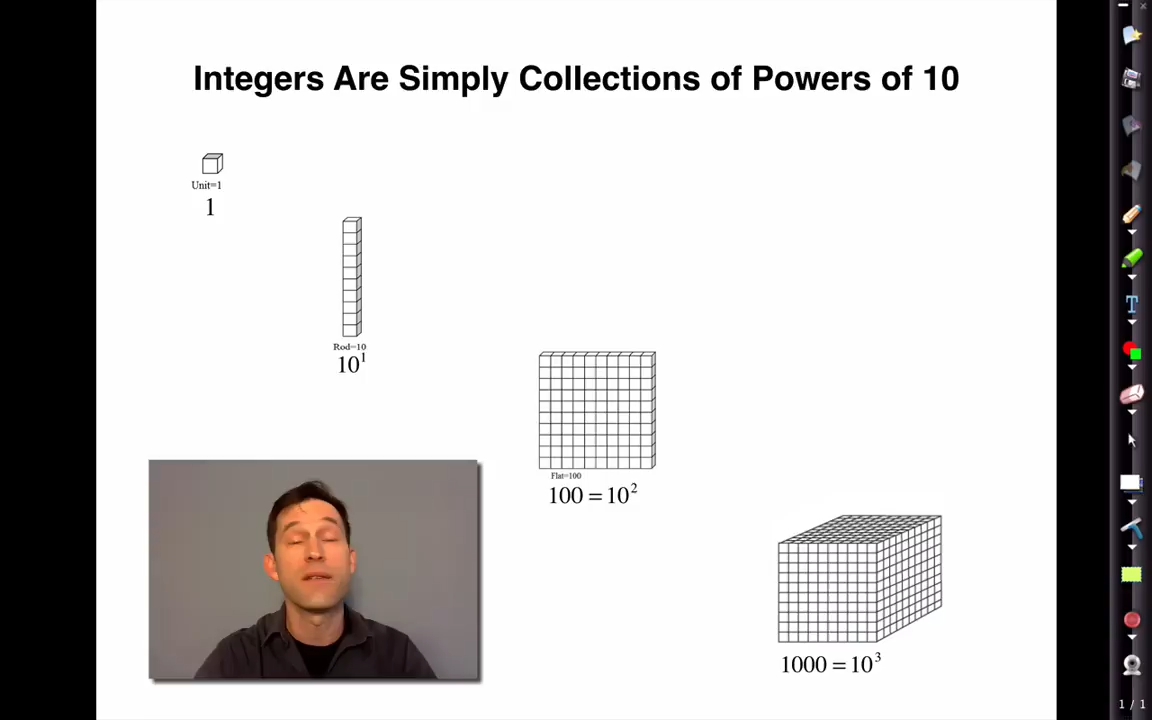 Integers Are Simply Collections of Powers of 10
Unit=1
1
Rod=10
10¹
Flat=100
100 = 10²
1000 = 10³
T
1 / 1